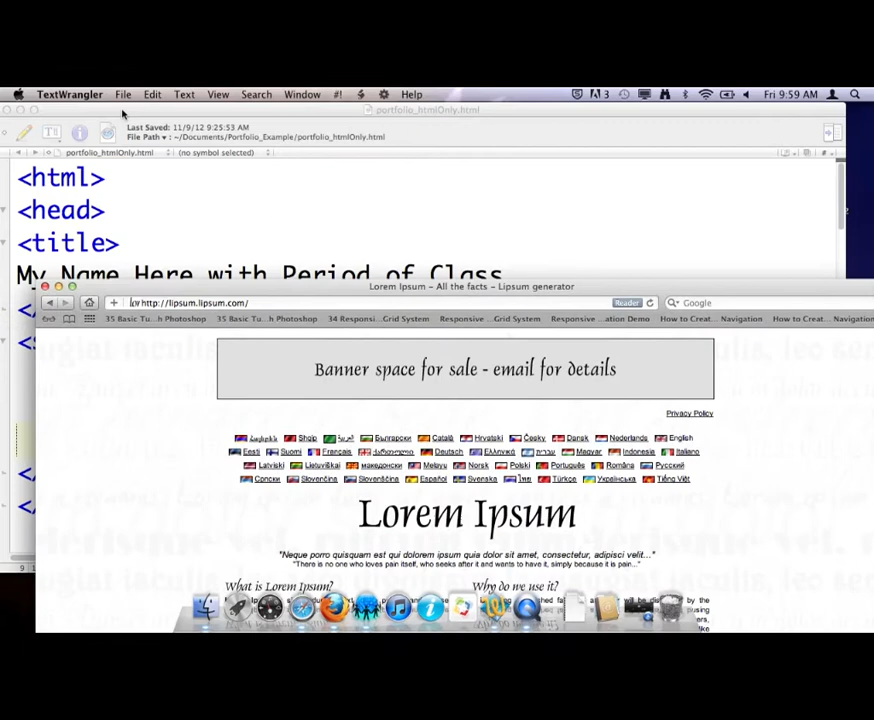 TextWrangler File Edit Text View Search Window #! Help 3 Fri 9:59 AM
portfolio_htmlOnly.html
Last Saved: 11/9/12 9:25:53 AM
File Path ▾ : ~/Documents/Portfolio_Example/portfolio_htmlOnly.html
portfolio_htmlOnly.html (no symbol selected)
<html>
<head>
<title>
My Name Here with Period of Class
Lorem Ipsum - All the facts - Lipsum generator
http://lipsum.lipsum.com/ Reader Google
35 Basic Tu...h Photoshop 35 Basic Tu...h Photoshop 34 Responsi...Grid System Responsive ...Grid System Responsive ...ation Demo How to Creat... Navigation How to Creat... Navigation
Banner space for sale - email for details
Privacy Policy
Shqip Български Català Hrvatski Česky Dansk Nederlands English
Eesti Suomi Français Deutsch Ελληνικά עברית Magyar Indonesia Italiano
Latviski Lietuviškai македонски Melayu Norsk Polski Português Româna Русский
Српски Slovenčina Slovenščina Español Svenska ไทย Türkçe Українська Tiếng Việt
Lorem Ipsum
"Neque porro quisquam est qui dolorem ipsum quia dolor sit amet, consectetur, adipisci velit..."
"There is no one who loves pain itself, who seeks after it and wants to have it, simply because it is pain..."
What is Lorem Ipsum? Why do we use it?